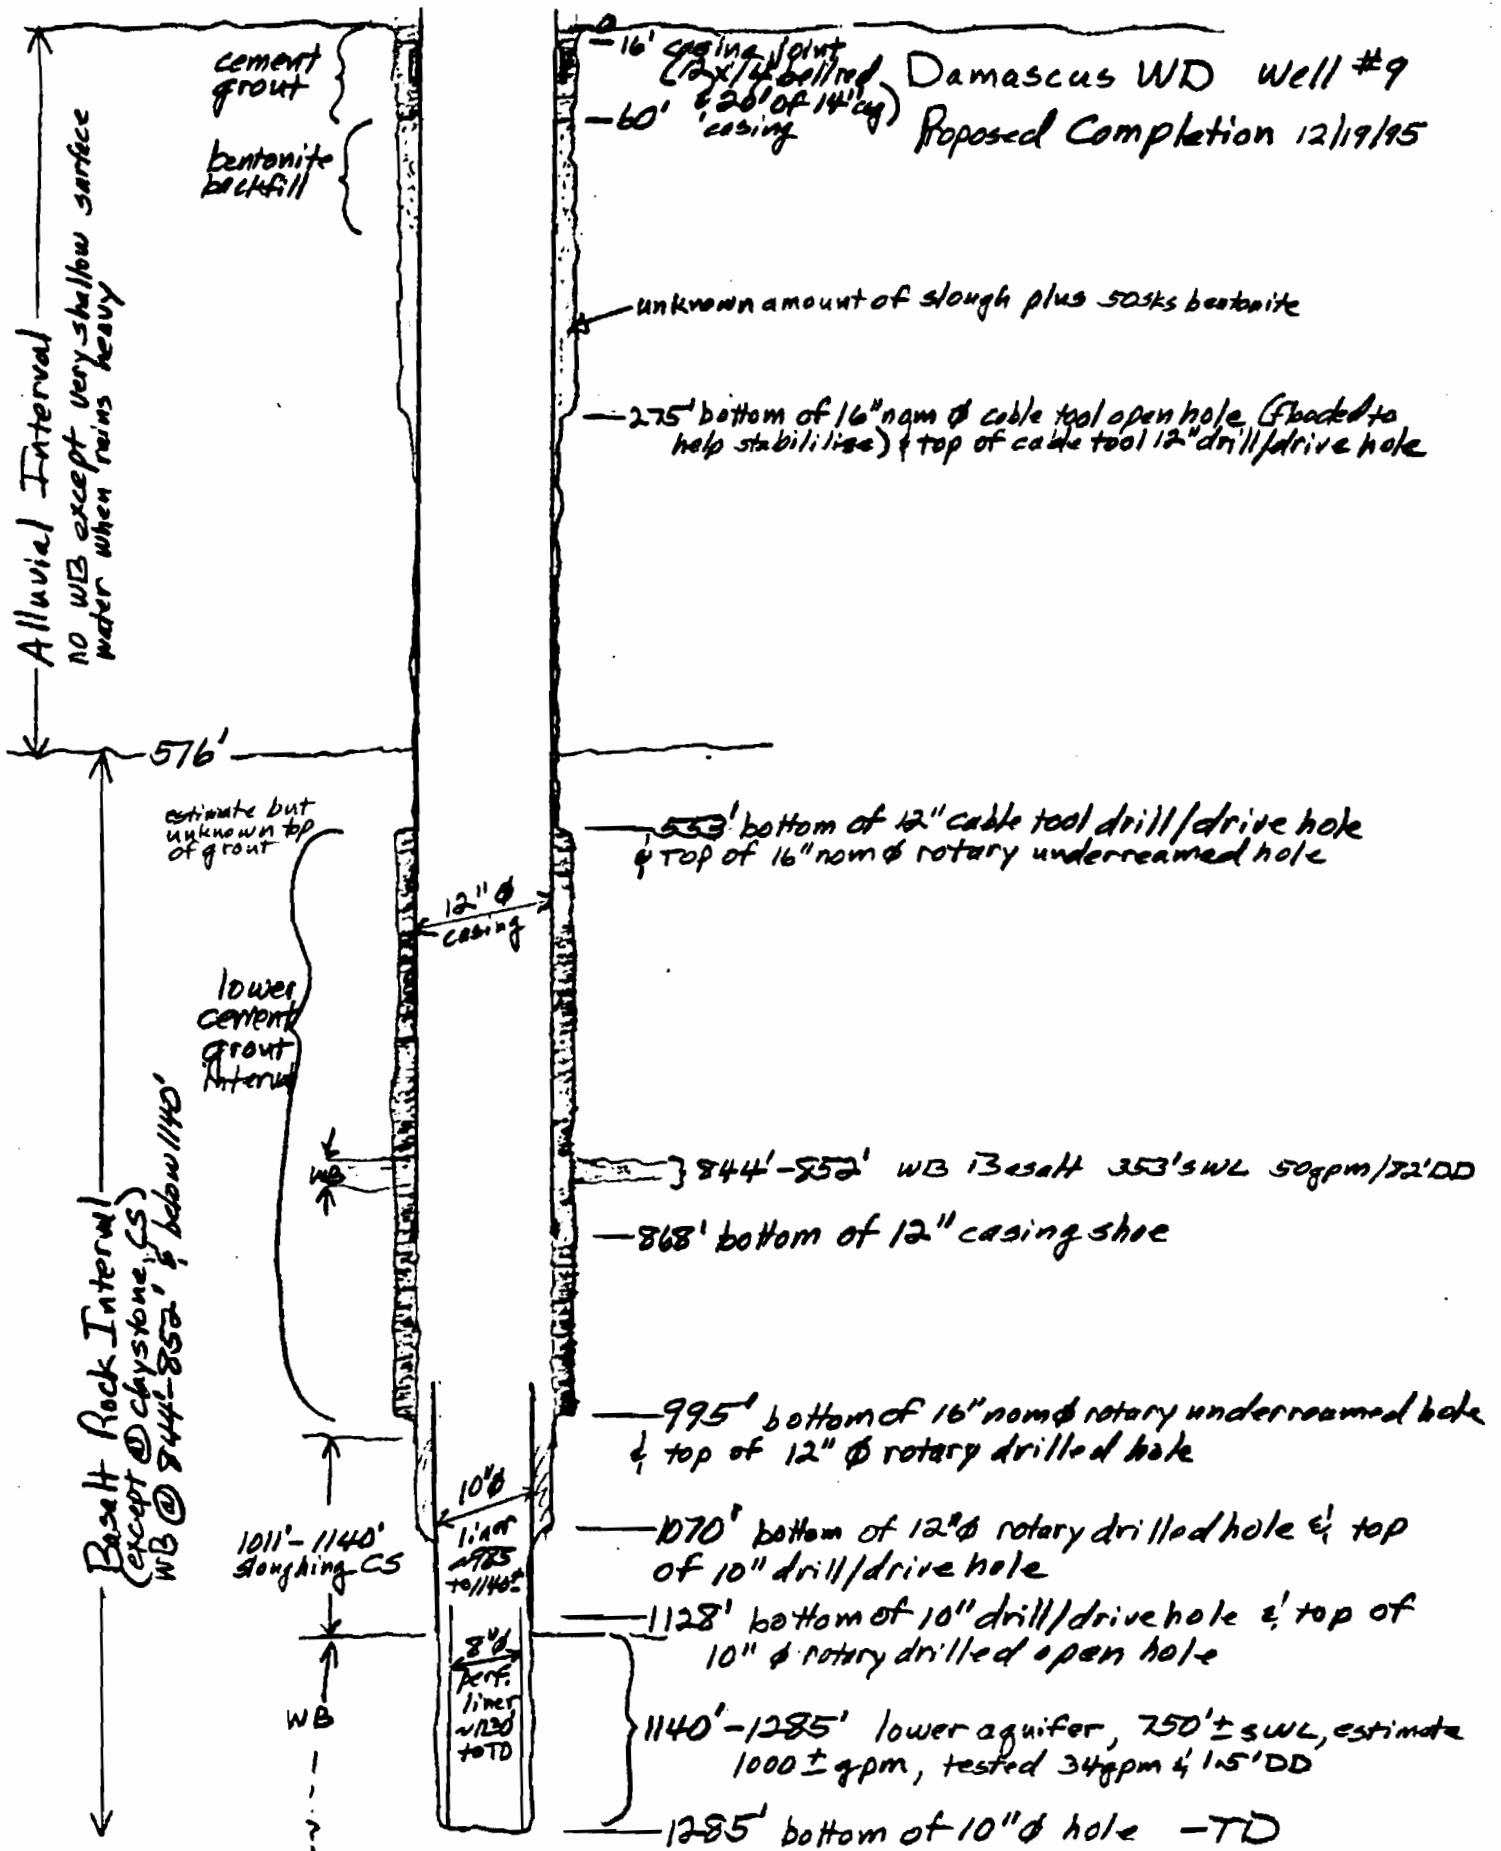 0
16' casing joint
(12x14 bell red
& 20' of 14" csg)
60' casing
Damascus WD Well #9
Proposed Completion 12/19/95
cement
grout
bentonite
backfill
Alluvial Interval
no WB except very shallow surface
water when rains heavy
unknown amount of slough plus 50sks bentonite
275' bottom of 16" nom Ø cable tool open hole (flooded to
help stabililize) & top of cable tool 12" drill/drive hole
576'
estimate but
unknown top
of grout
553' bottom of 12" cable tool drill/drive hole
& Top of 16" nom Ø rotary underreamed hole
12" Ø
casing
lower
cement
grout
interval
Basalt Rock Interval
(except @ claystone, CS)
WB @ 844'-852' & below 1140'
WB
844'-852' WB Basalt 353' SWL 50gpm/82'DD
868' bottom of 12" casing shoe
995' bottom of 16" nom Ø rotary underreamed hole
& top of 12" Ø rotary drilled hole
10"Ø
liner
~985
to 1140±
1011'-1140'
sloughing CS
1070' bottom of 12"Ø rotary drilled hole & top
of 10" drill/drive hole
1128' bottom of 10" drill/drive hole & top of
10" Ø rotary drilled open hole
8"Ø
perf.
liner
~1130'
to TD
WB
1140'-1285' lower aquifer, 750'± SWL, estimate
1000± gpm, tested 34gpm & 1.5'DD
1285' bottom of 10"Ø hole -TD